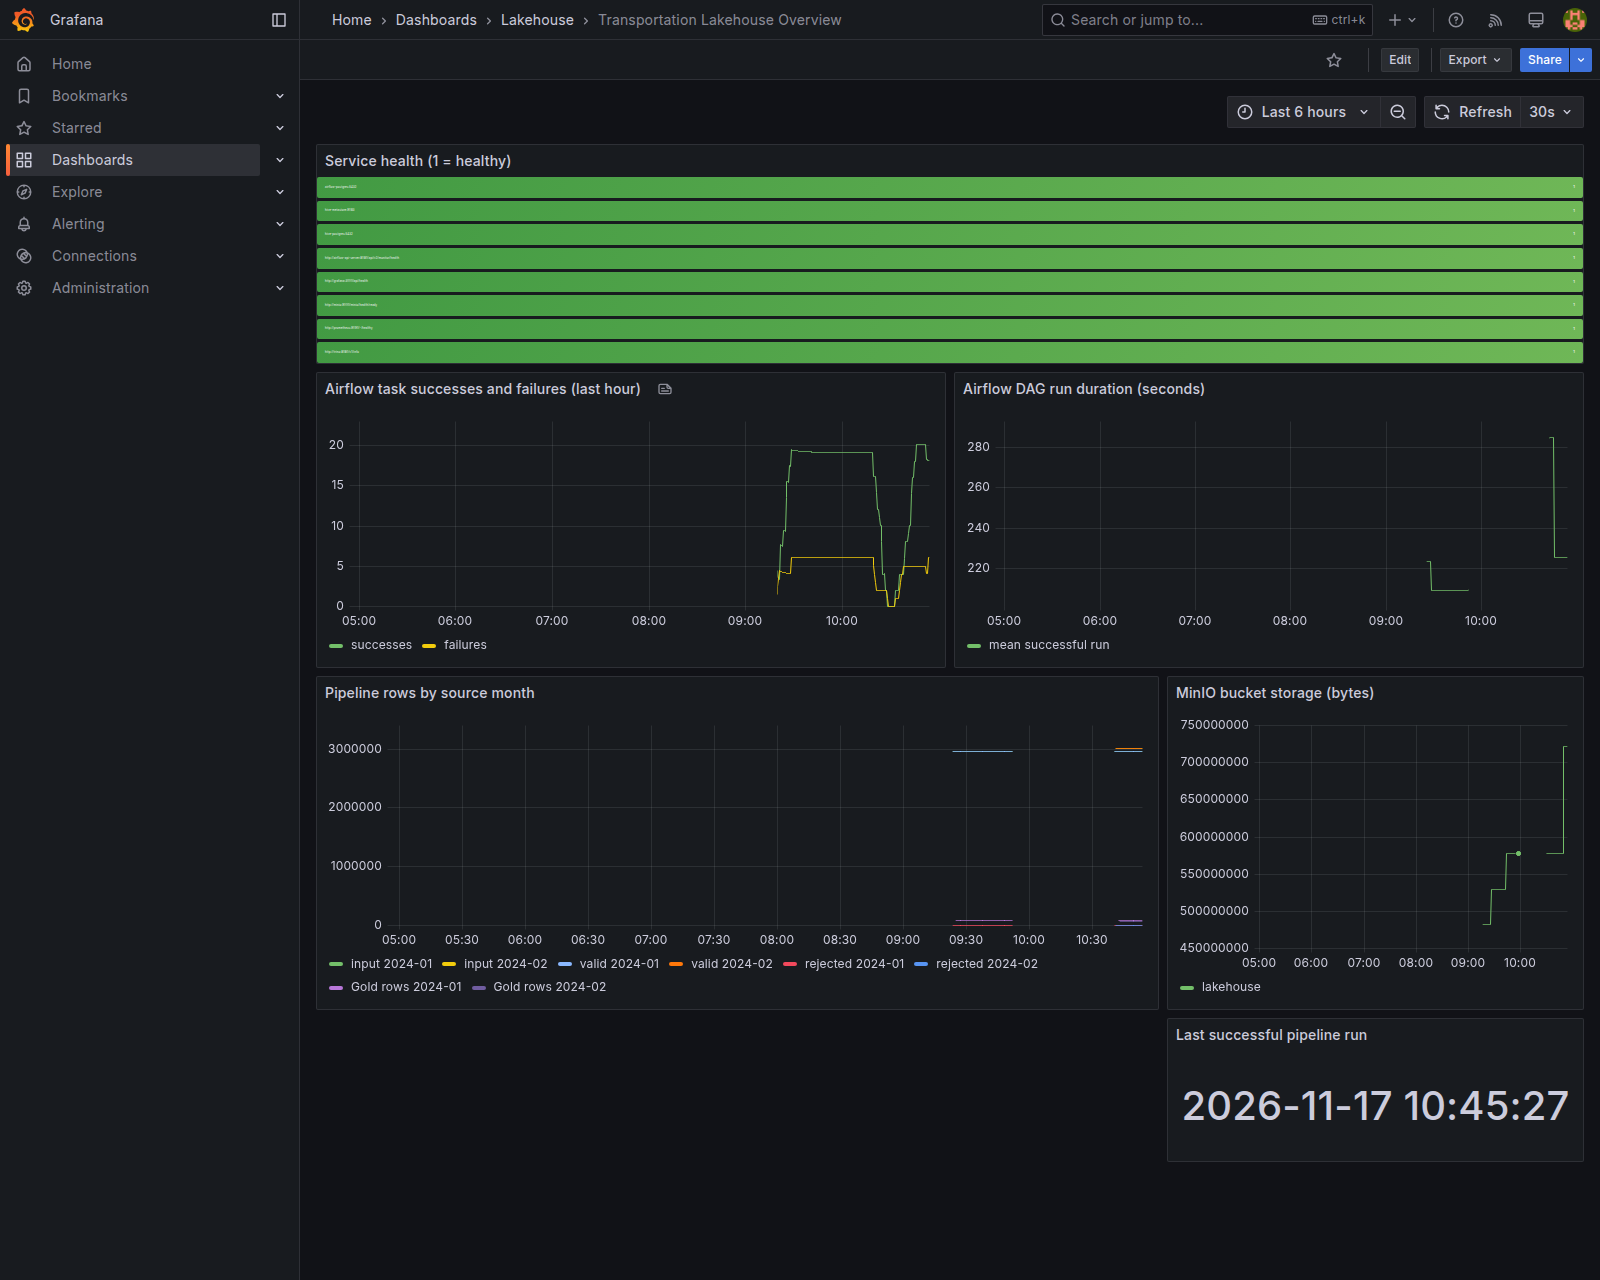 Grafana
Home › Dashboards › Lakehouse › Transportation Lakehouse Overview
Search or jump to... ctrl+k
Edit Export Share
Home
Bookmarks
Starred
Dashboards
Explore
Alerting
Connections
Administration
Last 6 hours Refresh 30s
Service health (1 = healthy)
Airflow task successes and failures (last hour)
20
15
10
5
0
05:00 06:00 07:00 08:00 09:00 10:00
successes failures
Airflow DAG run duration (seconds)
280
260
240
220
05:00 06:00 07:00 08:00 09:00 10:00
mean successful run
Pipeline rows by source month
3000000
2000000
1000000
0
05:00 05:30 06:00 06:30 07:00 07:30 08:00 08:30 09:00 09:30 10:00 10:30
input 2024-01 input 2024-02 valid 2024-01 valid 2024-02 rejected 2024-01 rejected 2024-02
Gold rows 2024-01 Gold rows 2024-02
MinIO bucket storage (bytes)
750000000
700000000
650000000
600000000
550000000
500000000
450000000
05:00 06:00 07:00 08:00 09:00 10:00
lakehouse
Last successful pipeline run
2026-11-17 10:45:27